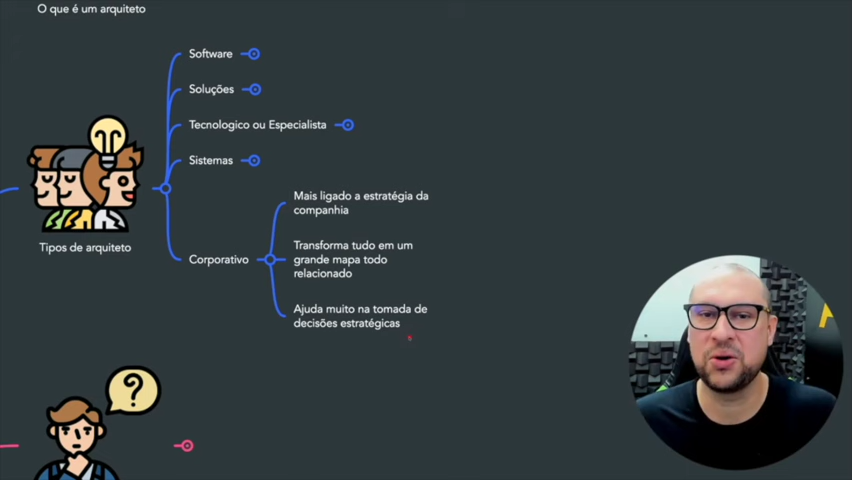 O que é um arquiteto
Software
Soluções
Tecnologico ou Especialista
Sistemas
Mais ligado a estratégia da
companhia
Transforma tudo em um
grande mapa todo
relacionado
Tipos de arquiteto
Corporativo
Ajuda muito na tomada de
decisões estratégicas
?